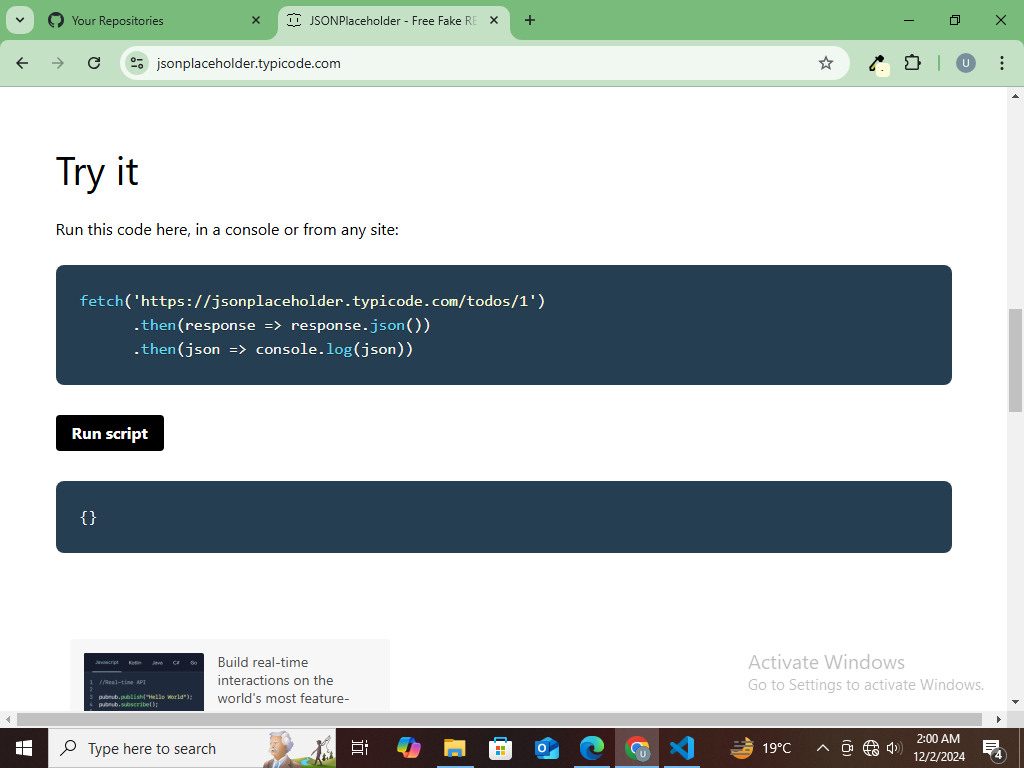 Your Repositories
JSONPlaceholder - Free Fake RE
jsonplaceholder.typicode.com
U
Try it
Run this code here, in a console or from any site:
fetch('https://jsonplaceholder.typicode.com/todos/1')
.then(response => response.json())
.then(json => console.log(json))
Run script
{}
Javascript Kotlin Java C# Go
1 //Real-time API
2
3 pubnub.publish("Hello World");
4 pubnub.subscribe();
Build real-time
interactions on the
world's most feature-
Activate Windows
Go to Settings to activate Windows.
Type here to search
U
19°C
2:00 AM
12/2/2024
4